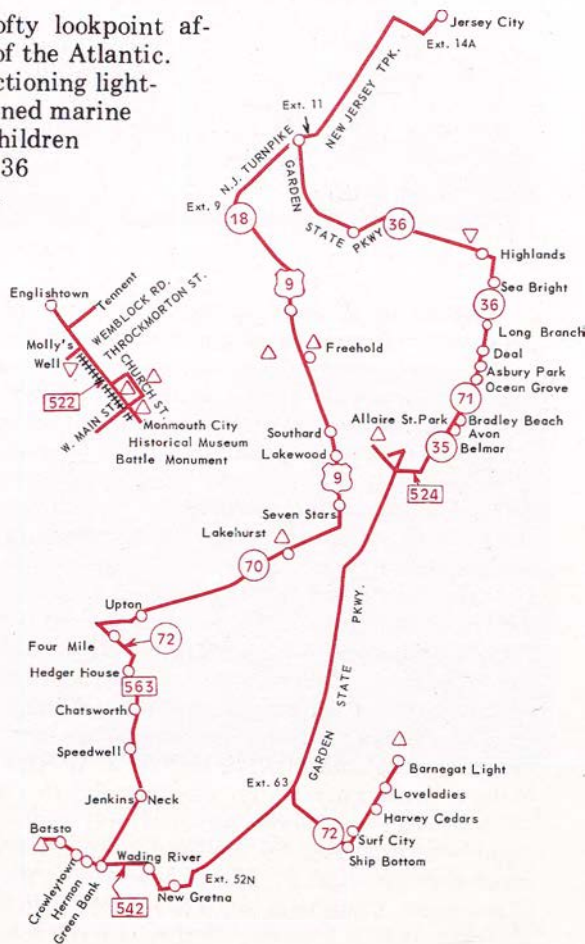 ofty lookpoint af-
of the Atlantic.
ctioning light-
ned marine
hildren
36
Jersey City
Ext. 14A
NEW JERSEY TPK.
Ext. 11
N.J. TURNPIKE
Ext. 9
GARDEN
STATE PKWY
18
36
Highlands
Sea Bright
36
9
Long Branch
Deal
Asbury Park
Ocean Grove
71
Bradley Beach
Avon
Belmar
35
Allaire St.Park
524
Englishtown
Tennent
WEMBLOCK RD.
THROCKMORTON ST.
Molly's
Well
CHURCH ST.
522
W. MAIN ST.
Monmouth City
Historical Museum
Battle Monument
Freehold
Southard
Lakewood
9
Seven Stars
Lakehurst
70
Upton
Four Mile
72
Hedger House
563
Chatsworth
Speedwell
Jenkins Neck
GARDEN STATE PKWY.
Ext. 63
Barnegat Light
Loveladies
Harvey Cedars
72
Surf City
Ship Bottom
Batsto
Crowleytown
Hermon
Green Bank
Wading River
542
New Gretna
Ext. 52N